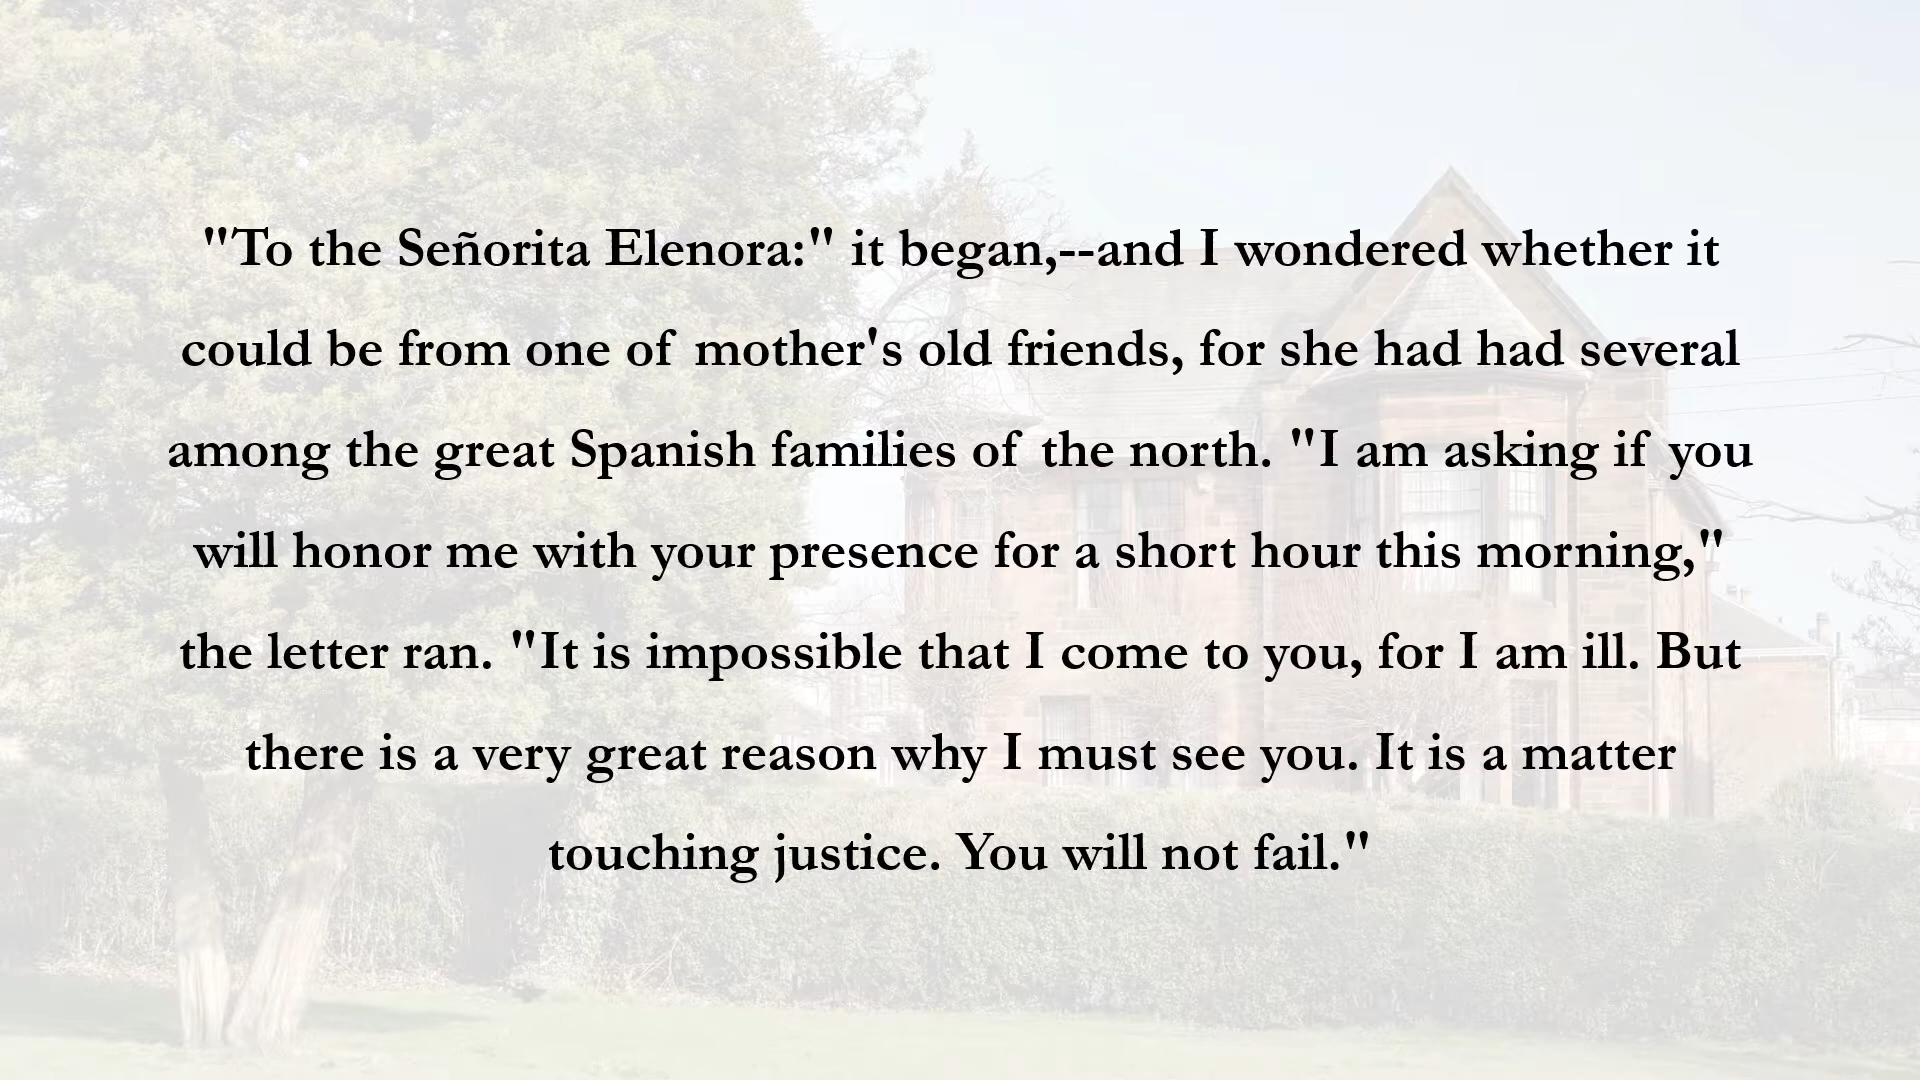 "To the Señorita Elenora:" it began,--and I wondered whether it
could be from one of mother's old friends, for she had had several
among the great Spanish families of the north. "I am asking if you
will honor me with your presence for a short hour this morning,"
the letter ran. "It is impossible that I come to you, for I am ill. But
there is a very great reason why I must see you. It is a matter
touching justice. You will not fail."